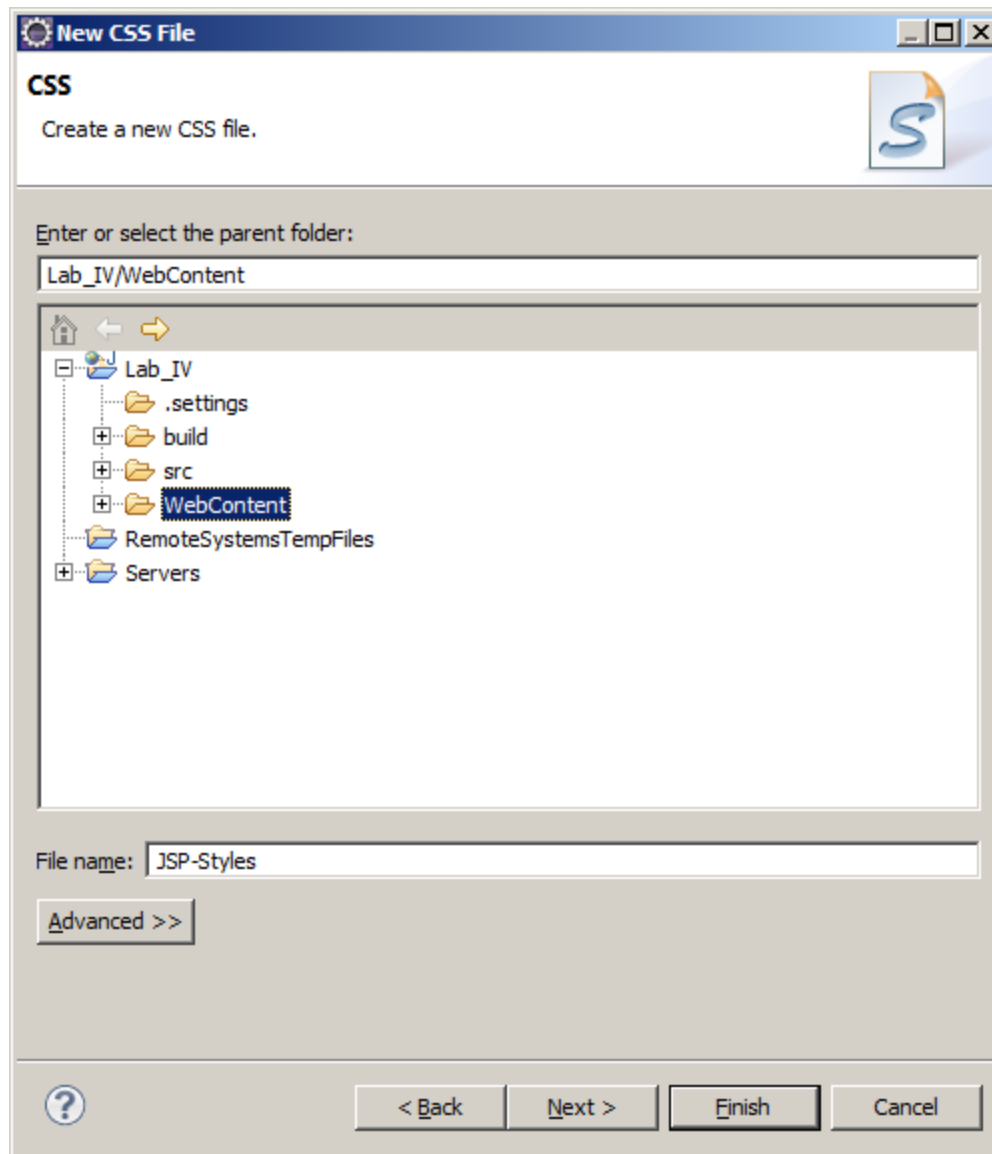 New CSS File
CSS
Create a new CSS file.
Enter or select the parent folder:
Lab_IV/WebContent
Lab_IV
.settings
build
src
WebContent
RemoteSystemsTempFiles
Servers
File name: JSP-Styles
Advanced >>
< Back Next > Finish Cancel